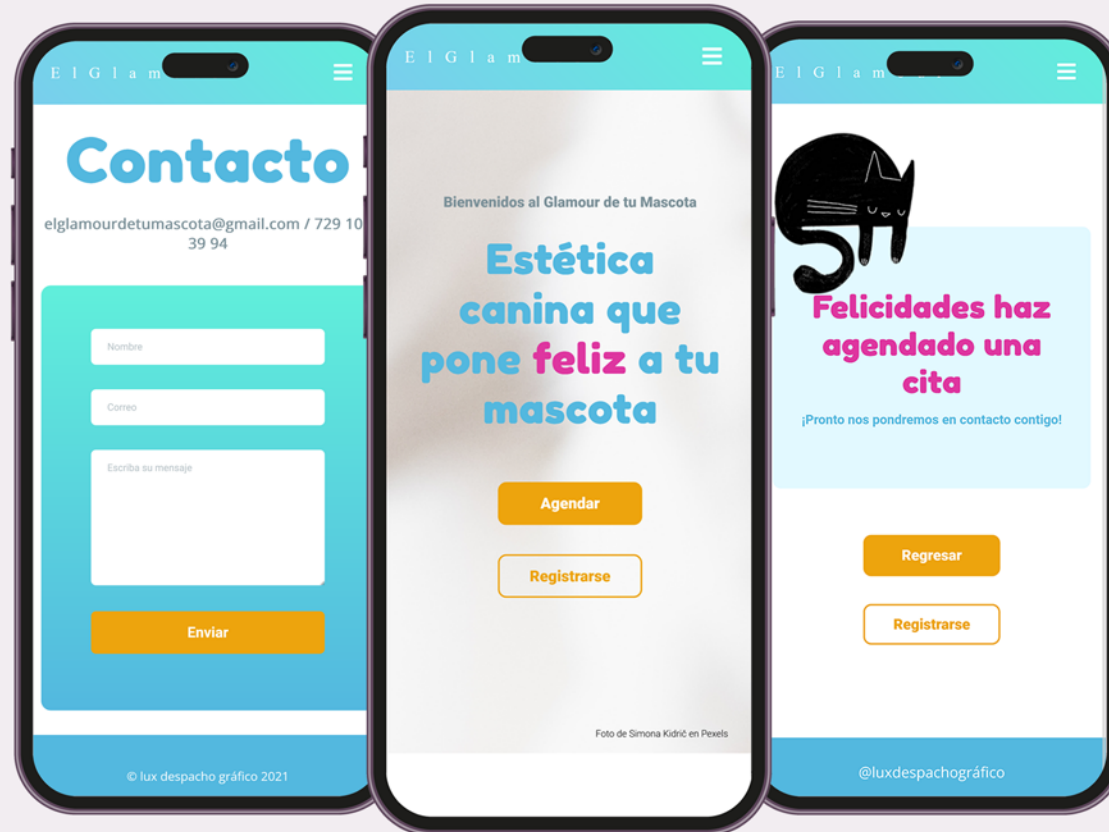 E l G l a m
Contacto
elglamourdetumascota@gmail.com / 729 10
39 94
Nombre
Correo
Escriba su mensaje
Enviar
© lux despacho gráfico 2021
E l G l a m
Bienvenidos al Glamour de tu Mascota
Estética
canina que
pone feliz a tu
mascota
Agendar
Registrarse
Foto de Simona Kidrič en Pexels
E l G l a m
Felicidades haz
agendado una
cita
¡Pronto nos pondremos en contacto contigo!
Regresar
Registrarse
@luxdespachográfico